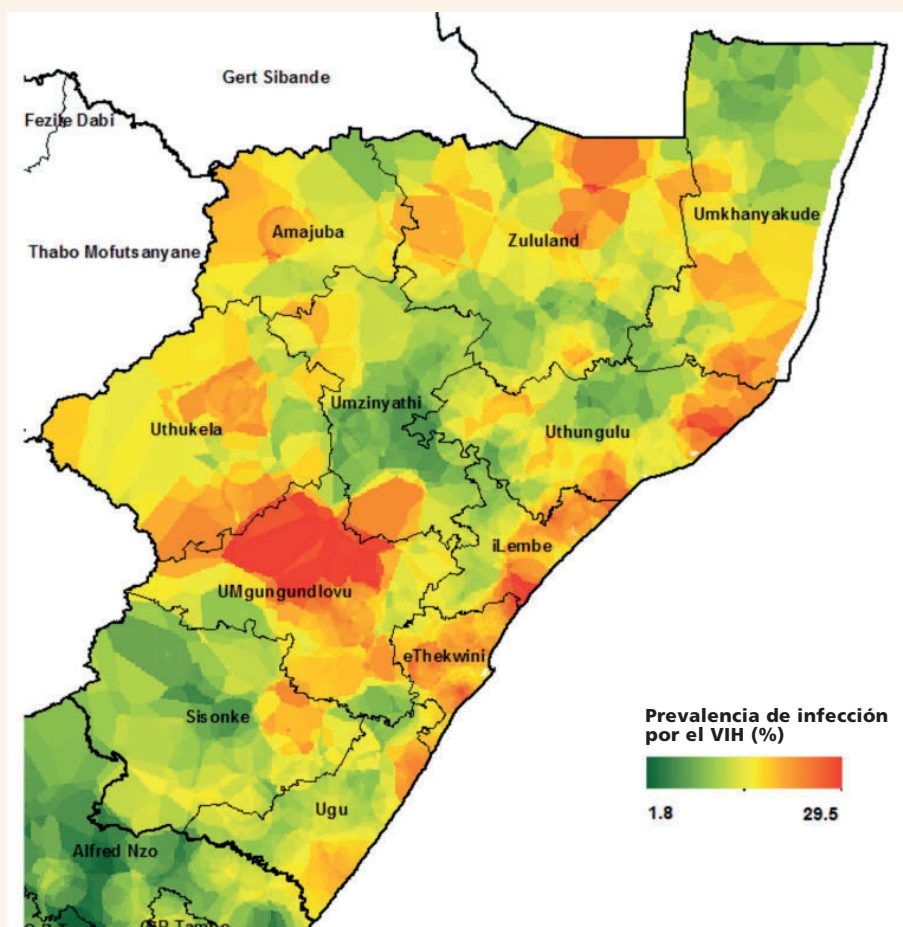 Gert Sibande
Fezile Dabi
Umkhanyakude
Amajuba
Zululand
Thabo Mofutsanyane
Umzinyathi
Uthukela
Uthungulu
iLembe
UMgungundlovu
eThekwini
Sisonke
Prevalencia de infección
por el VIH (%)
1.8 29.5
Ugu
Alfred Nzo